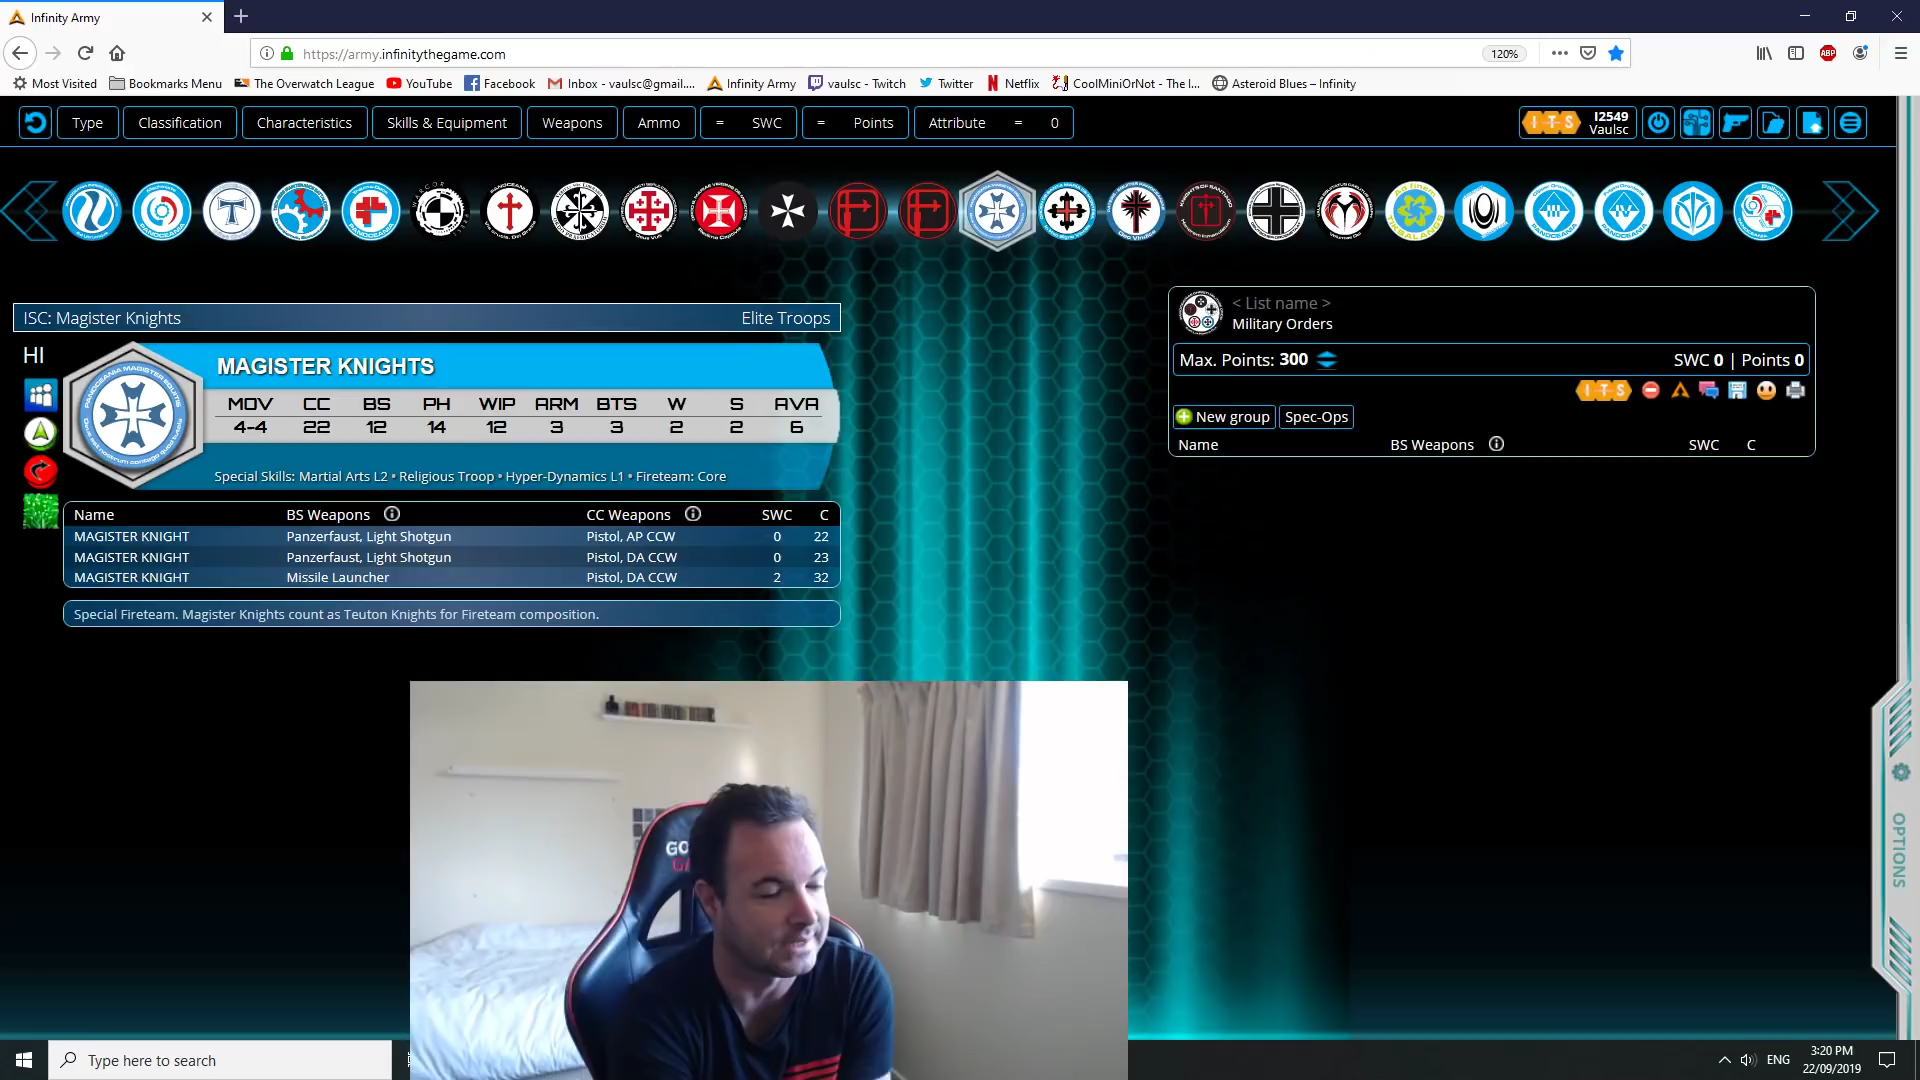 Infinity Army
https://army.infinitythegame.com
120%
Most Visited
Bookmarks Menu
The Overwatch League
YouTube
Facebook
Inbox - vaulsc@gmail....
Infinity Army
vaulsc - Twitch
Twitter
Netflix
CoolMiniOrNot - The I...
Asteroid Blues – Infinity
Type
Classification
Characteristics
Skills & Equipment
Weapons
Ammo
= SWC
= Points
Attribute = 0
ITS
I2549
Vaulsc
ISC: Magister Knights
Elite Troops
HI
MAGISTER KNIGHTS
MOV CC BS PH WIP ARM BTS W S AVA
4-4 22 12 14 12 3 3 2 2 6
Special Skills: Martial Arts L2 • Religious Troop • Hyper-Dynamics L1 • Fireteam: Core
Name BS Weapons CC Weapons SWC C
MAGISTER KNIGHT Panzerfaust, Light Shotgun Pistol, AP CCW 0 22
MAGISTER KNIGHT Panzerfaust, Light Shotgun Pistol, DA CCW 0 23
MAGISTER KNIGHT Missile Launcher Pistol, DA CCW 2 32
Special Fireteam. Magister Knights count as Teuton Knights for Fireteam composition.
< List name >
Military Orders
Max. Points: 300
SWC 0 | Points 0
ITS
New group
Spec-Ops
Name BS Weapons SWC C
OPTIONS
Type here to search
ENG
3:20 PM
22/09/2019